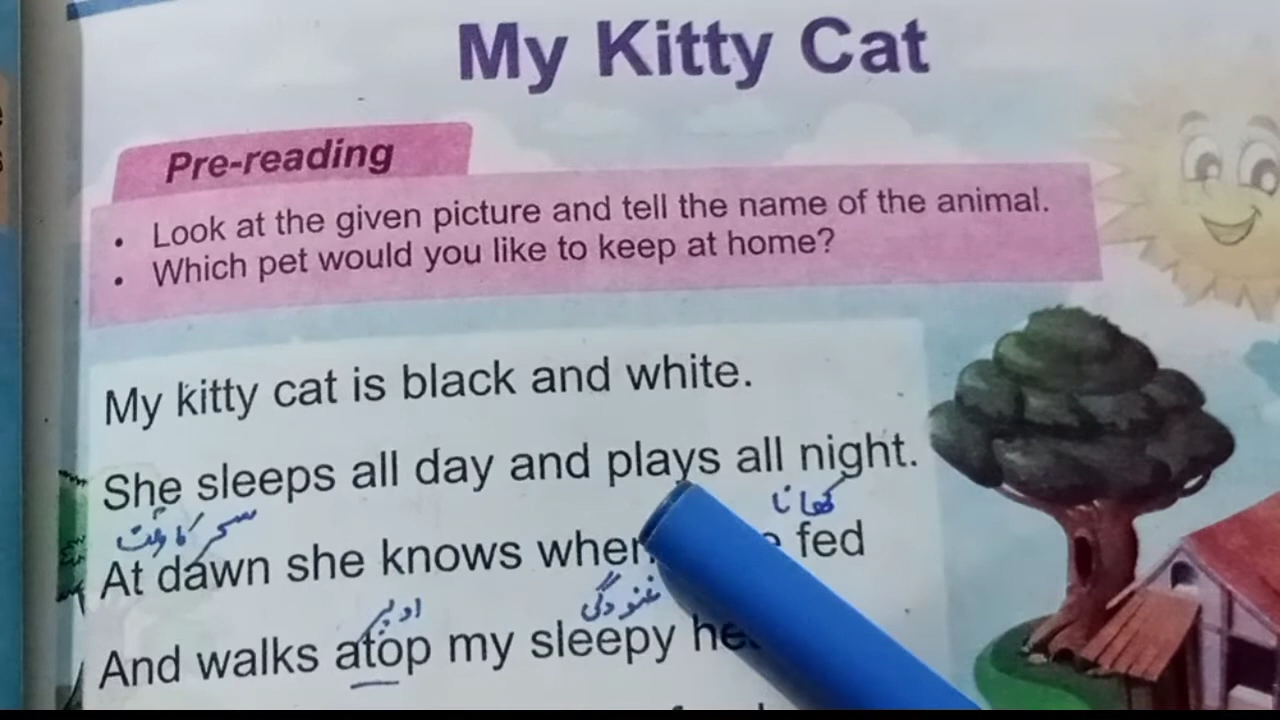 My Kitty Cat
Pre-reading
• Look at the given picture and tell the name of the animal.
• Which pet would you like to keep at home?
My kitty cat is black and white.
She sleeps all day and plays all night.
سحر کا وقت کھانا
At dawn she knows when fed
اوپر غنودگی
And walks atop my sleepy